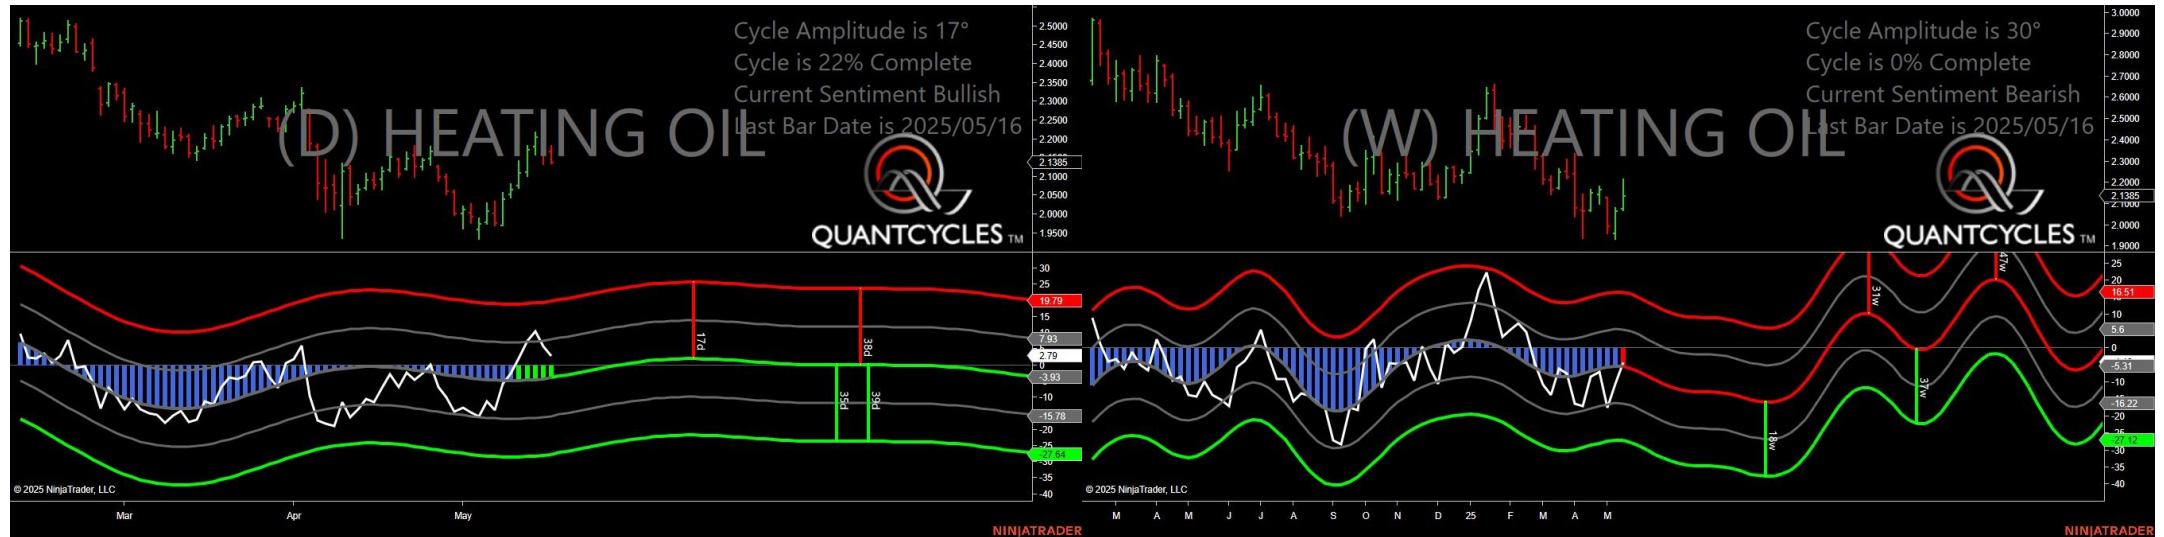 Cycle Amplitude is 17°
Cycle is 22% Complete
Current Sentiment Bullish
Last Bar Date is 2025/05/16
(D) HEATING OIL
QUANTCYCLES TM
2.5000
2.4500
2.4000
2.3500
2.3000
2.2500
2.2000
2.1385
2.1000
2.0500
2.0000
1.9500
30
25
19.79
15
7.93
2.79
0
-3.93
-10
-15.78
-20
-27.64
-30
-35
-40
17d
38d
35d
39d
© 2025 NinjaTrader, LLC
Mar Apr May
NINJATRADER
Cycle Amplitude is 30°
Cycle is 0% Complete
Current Sentiment Bearish
Last Bar Date is 2025/05/16
(W) HEATING OIL
QUANTCYCLES TM
3.0000
2.9000
2.8000
2.7000
2.6000
2.5000
2.4000
2.3000
2.2000
2.1385
2.1000
2.0000
1.9000
25
20
16.51
10
5.6
0
-5.31
-10
-16.22
-20
-27.12
-30
-35
-40
18w
31w
37w
47w
© 2025 NinjaTrader, LLC
M A M J J A S O N D 25 F M A M
NINJATRADER